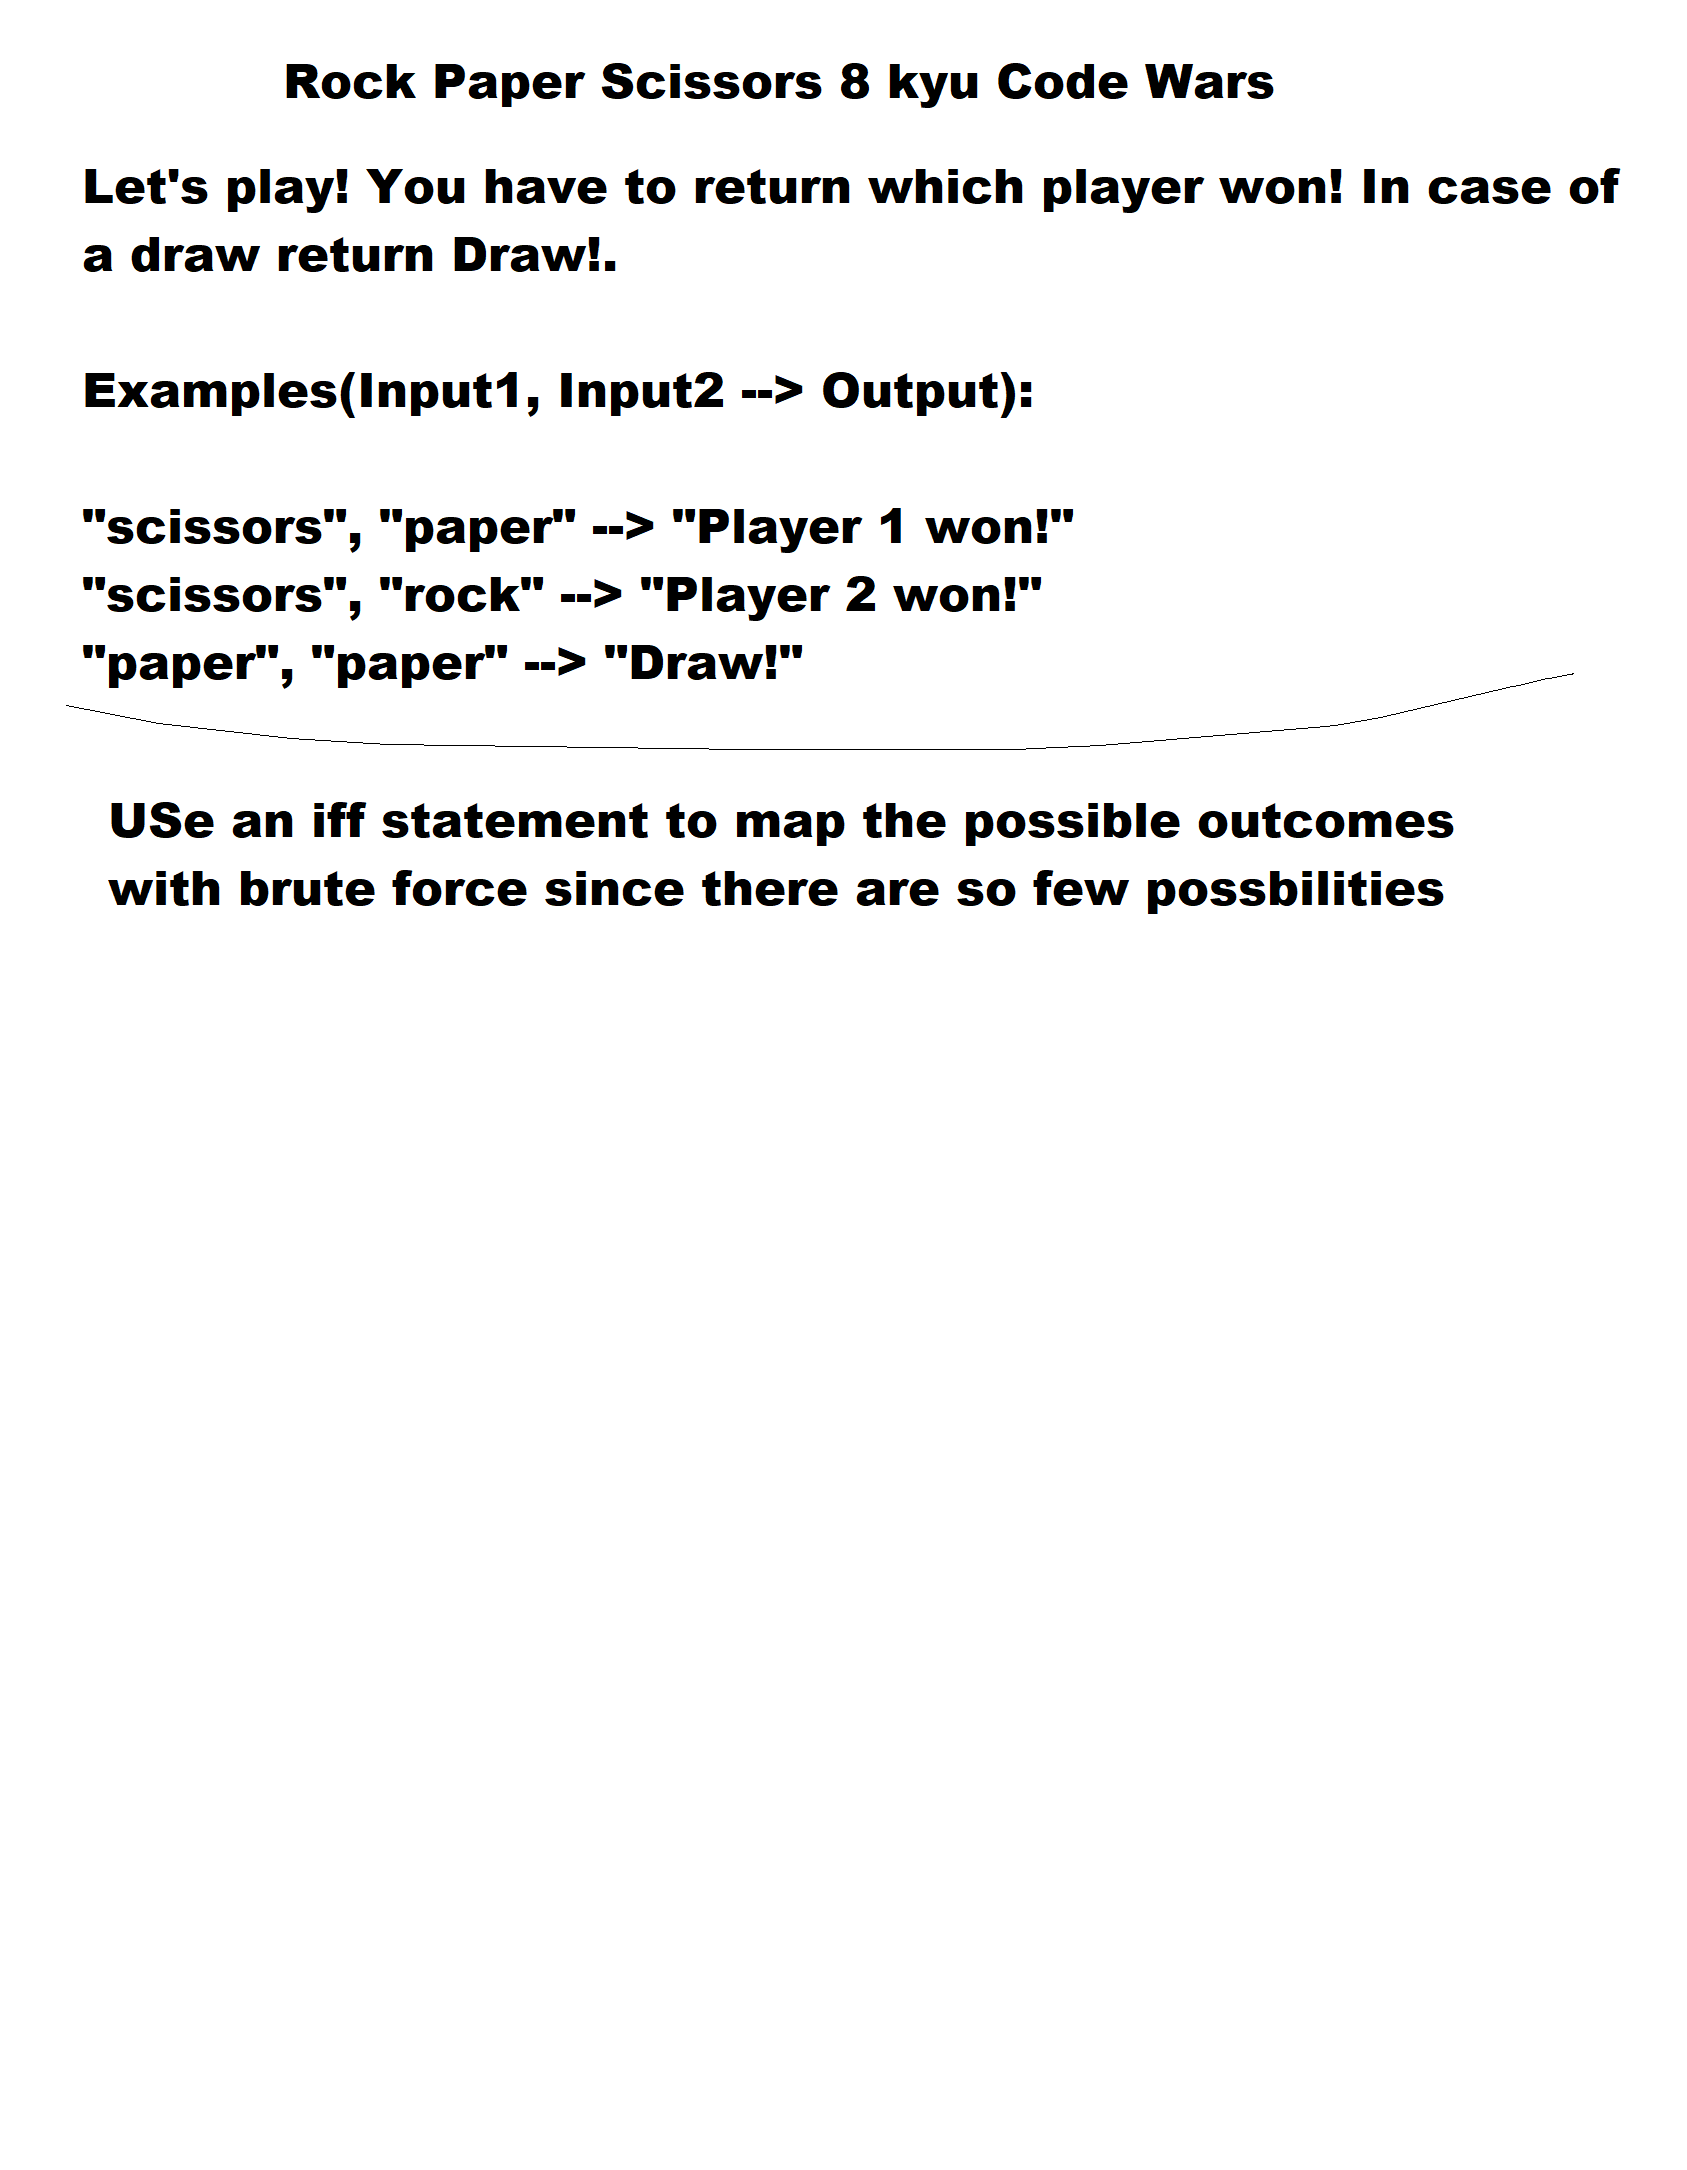 Rock Paper Scissors 8 kyu Code Wars
Let's play! You have to return which player won! In case of
a draw return Draw!.
Examples(Input1, Input2 --> Output):
"scissors", "paper" --> "Player 1 won!"
"scissors", "rock" --> "Player 2 won!"
"paper", "paper" --> "Draw!"
USe an iff statement to map the possible outcomes
with brute force since there are so few possbilities